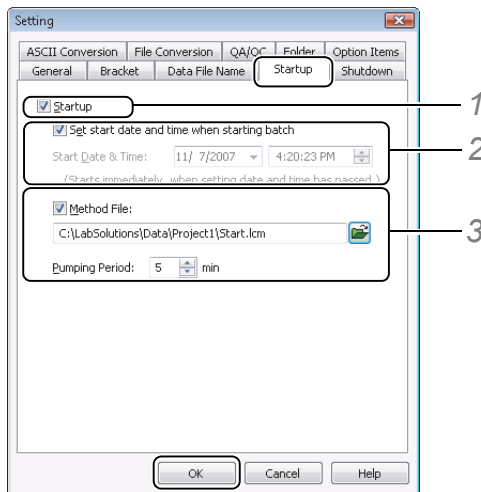 Setting
ASCII Conversion File Conversion QA/QC Folder Option Items
General Bracket Data File Name Startup Shutdown
Startup
1
Set start date and time when starting batch
2
Start Date & Time: 11/ 7/2007 4:20:23 PM
(Starts immediately, when setting date and time has passed.)
Method File:
3
C:\LabSolutions\Data\Project1\Start.lcm
Pumping Period: 5 min
OK Cancel Help